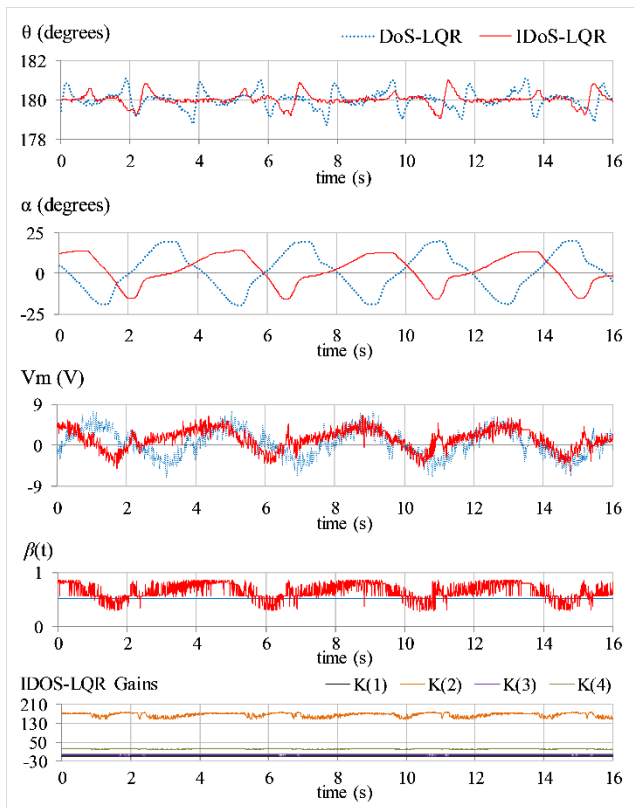 θ (degrees)
DoS-LQR IDoS-LQR
182
180
178
0 2 4 6 8 10 12 14 16
time (s)
α (degrees)
25
0
-25
0 2 4 6 8 10 12 14 16
time (s)
Vm (V)
9
0
-9
0 2 4 6 8 10 12 14 16
time (s)
β(t)
1
0
0 2 4 6 8 10 12 14 16
time (s)
IDOS-LQR Gains K(1) K(2) K(3) K(4)
210
130
50
-30
0 2 4 6 8 10 12 14 16
time (s)